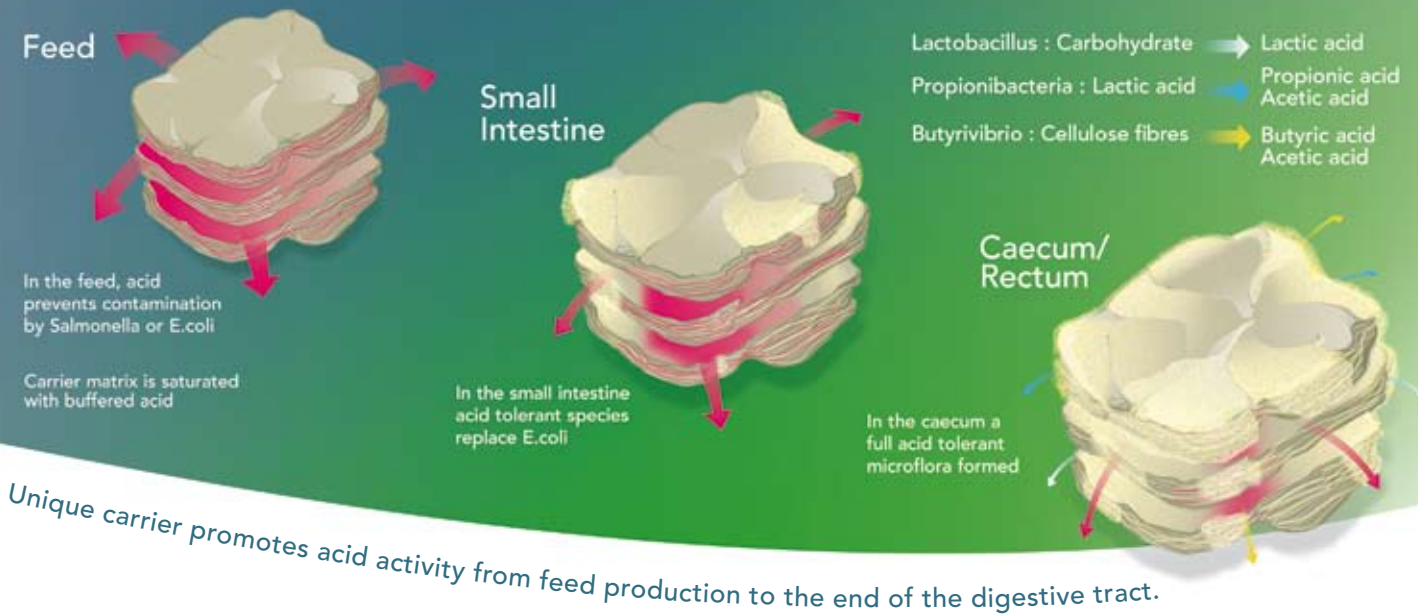 Feed
In the feed, acid
prevents contamination
by Salmonella or E.coli
Carrier matrix is saturated
with buffered acid
Small
Intestine
In the small intestine
acid tolerant species
replace E.coli
Lactobacillus : Carbohydrate Lactic acid
Propionibacteria : Lactic acid Propionic acid
Acetic acid
Butyrivibrio : Cellulose fibres Butyric acid
Acetic acid
Caecum/
Rectum
In the caecum a
full acid tolerant
microflora formed
Unique carrier promotes acid activity from feed production to the end of the digestive tract.